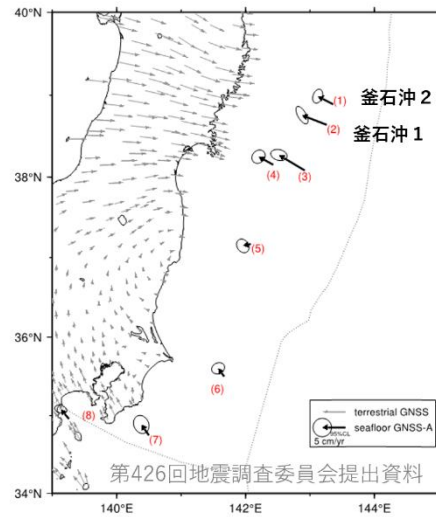 40°N
38°N
36°N
34°N
140°E
142°E
144°E
(1)
釜石沖 2
(2)
釜石沖 1
(3)
(4)
(5)
(6)
(7)
(8)
terrestrial GNSS
seafloor GNSS-A
95%CL
5 cm/yr
第426回地震調査委員会提出資料